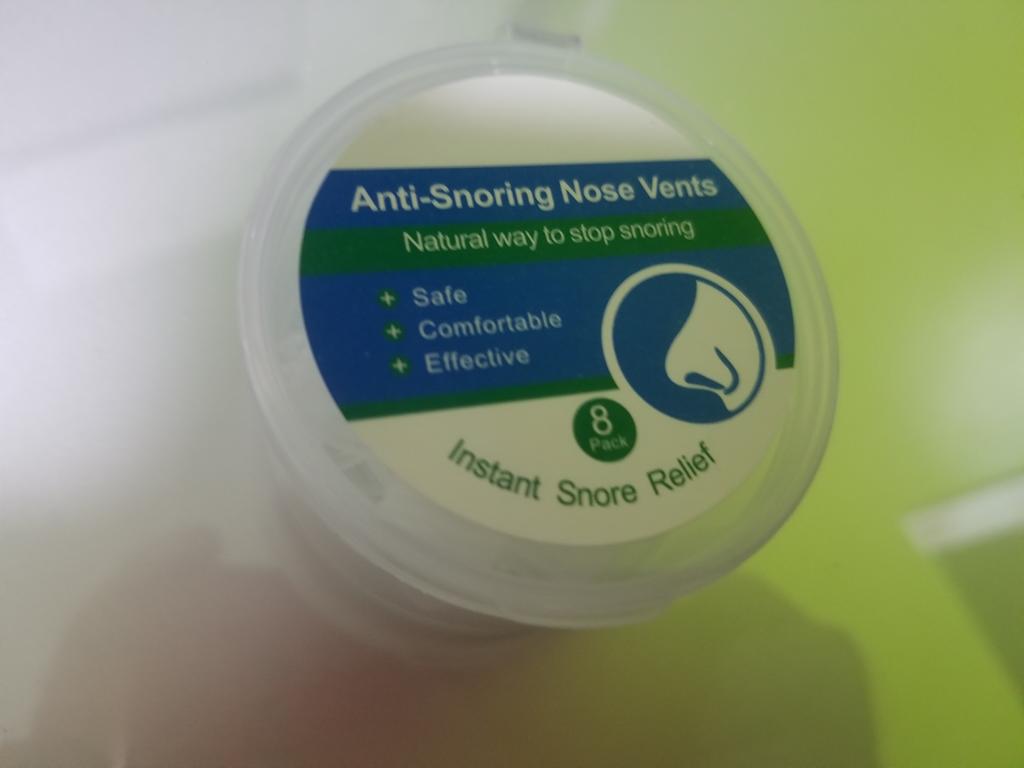 Anti-Snoring Nose Vents
Natural way to stop snoring
+ Safe
+ Comfortable
+ Effective
8
Pack
Instant Snore Relief